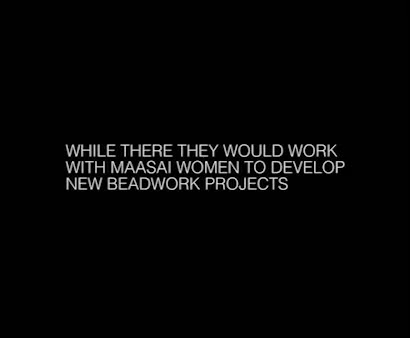 WHILE THERE THEY WOULD WORK
WITH MAASAI WOMEN TO DEVELOP
NEW BEADWORK PROJECTS